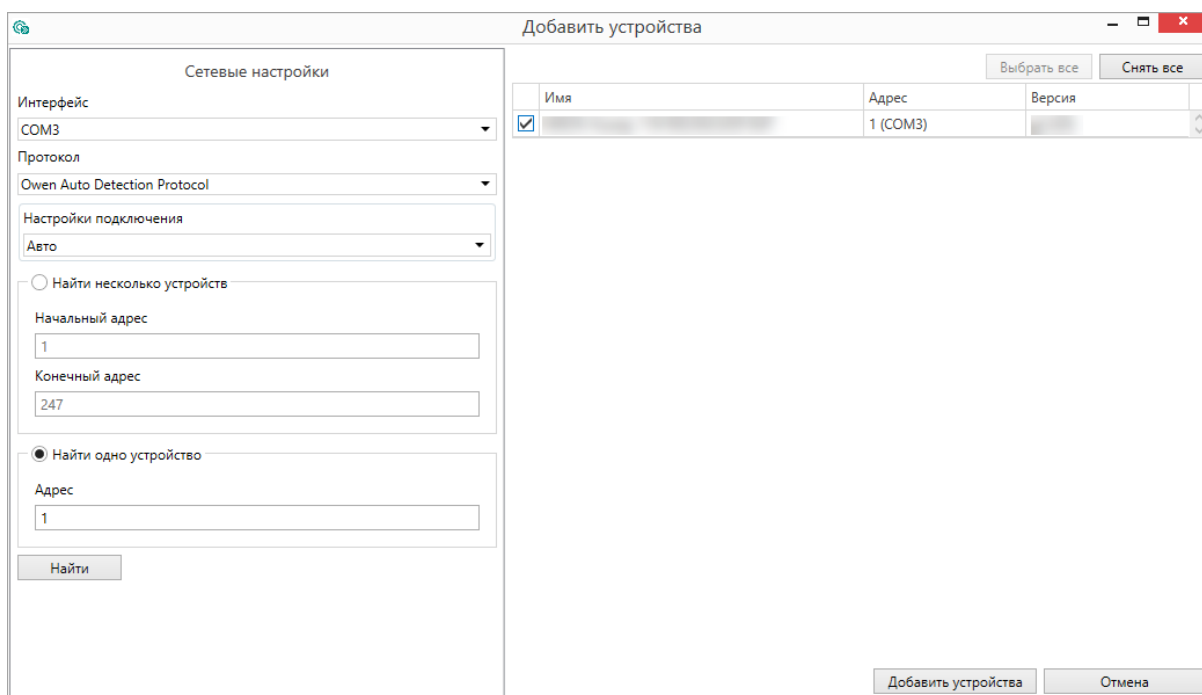 Добавить устройства
Сетевые настройки
Интерфейс
COM3
Протокол
Owen Auto Detection Protocol
Настройки подключения
Авто
Найти несколько устройств
Начальный адрес
1
Конечный адрес
247
Найти одно устройство
Адрес
1
Найти
Выбрать все Снять все
Имя Адрес Версия
1 (COM3)
Добавить устройства Отмена